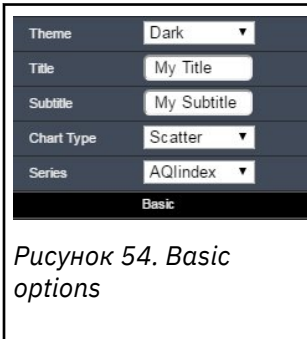 Theme Dark
Title My Title
Subtitle My Subtitle
Chart Type Scatter
Series AQIindex
Basic
Рисунок 54. Basic
options